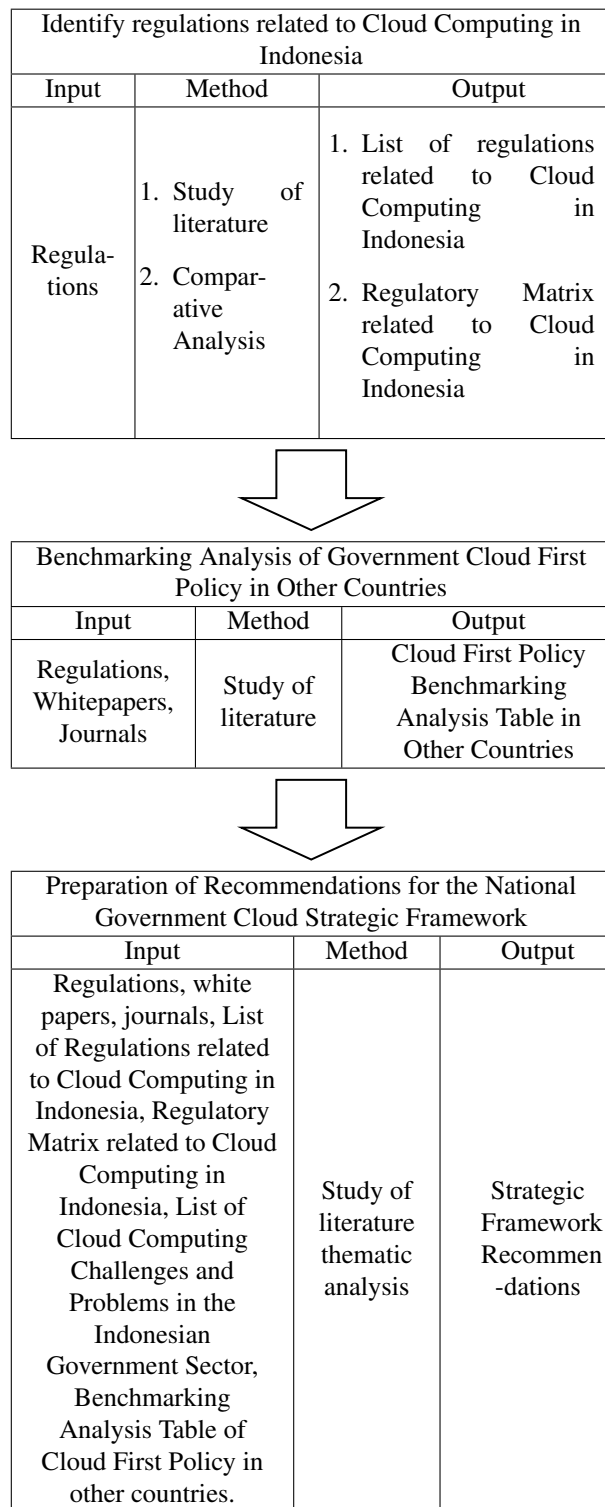 Identify regulations related to Cloud Computing in
Indonesia
Input
Method
Output
Regula-
tions
1. Study of
literature
2. Compar-
ative
Analysis
1. List of regulations
related to Cloud
Computing in
Indonesia
2. Regulatory Matrix
related to Cloud
Computing in
Indonesia
Benchmarking Analysis of Government Cloud First
Policy in Other Countries
Input
Method
Output
Regulations,
Whitepapers,
Journals
Study of
literature
Cloud First Policy
Benchmarking
Analysis Table in
Other Countries
Preparation of Recommendations for the National
Government Cloud Strategic Framework
Input
Method
Output
Regulations, white
papers, journals, List
of Regulations related
to Cloud Computing in
Indonesia, Regulatory
Matrix related to Cloud
Computing in
Indonesia, List of
Cloud Computing
Challenges and
Problems in the
Indonesian
Government Sector,
Benchmarking
Analysis Table of
Cloud First Policy in
other countries.
Study of
literature
thematic
analysis
Strategic
Framework
Recommen
-dations